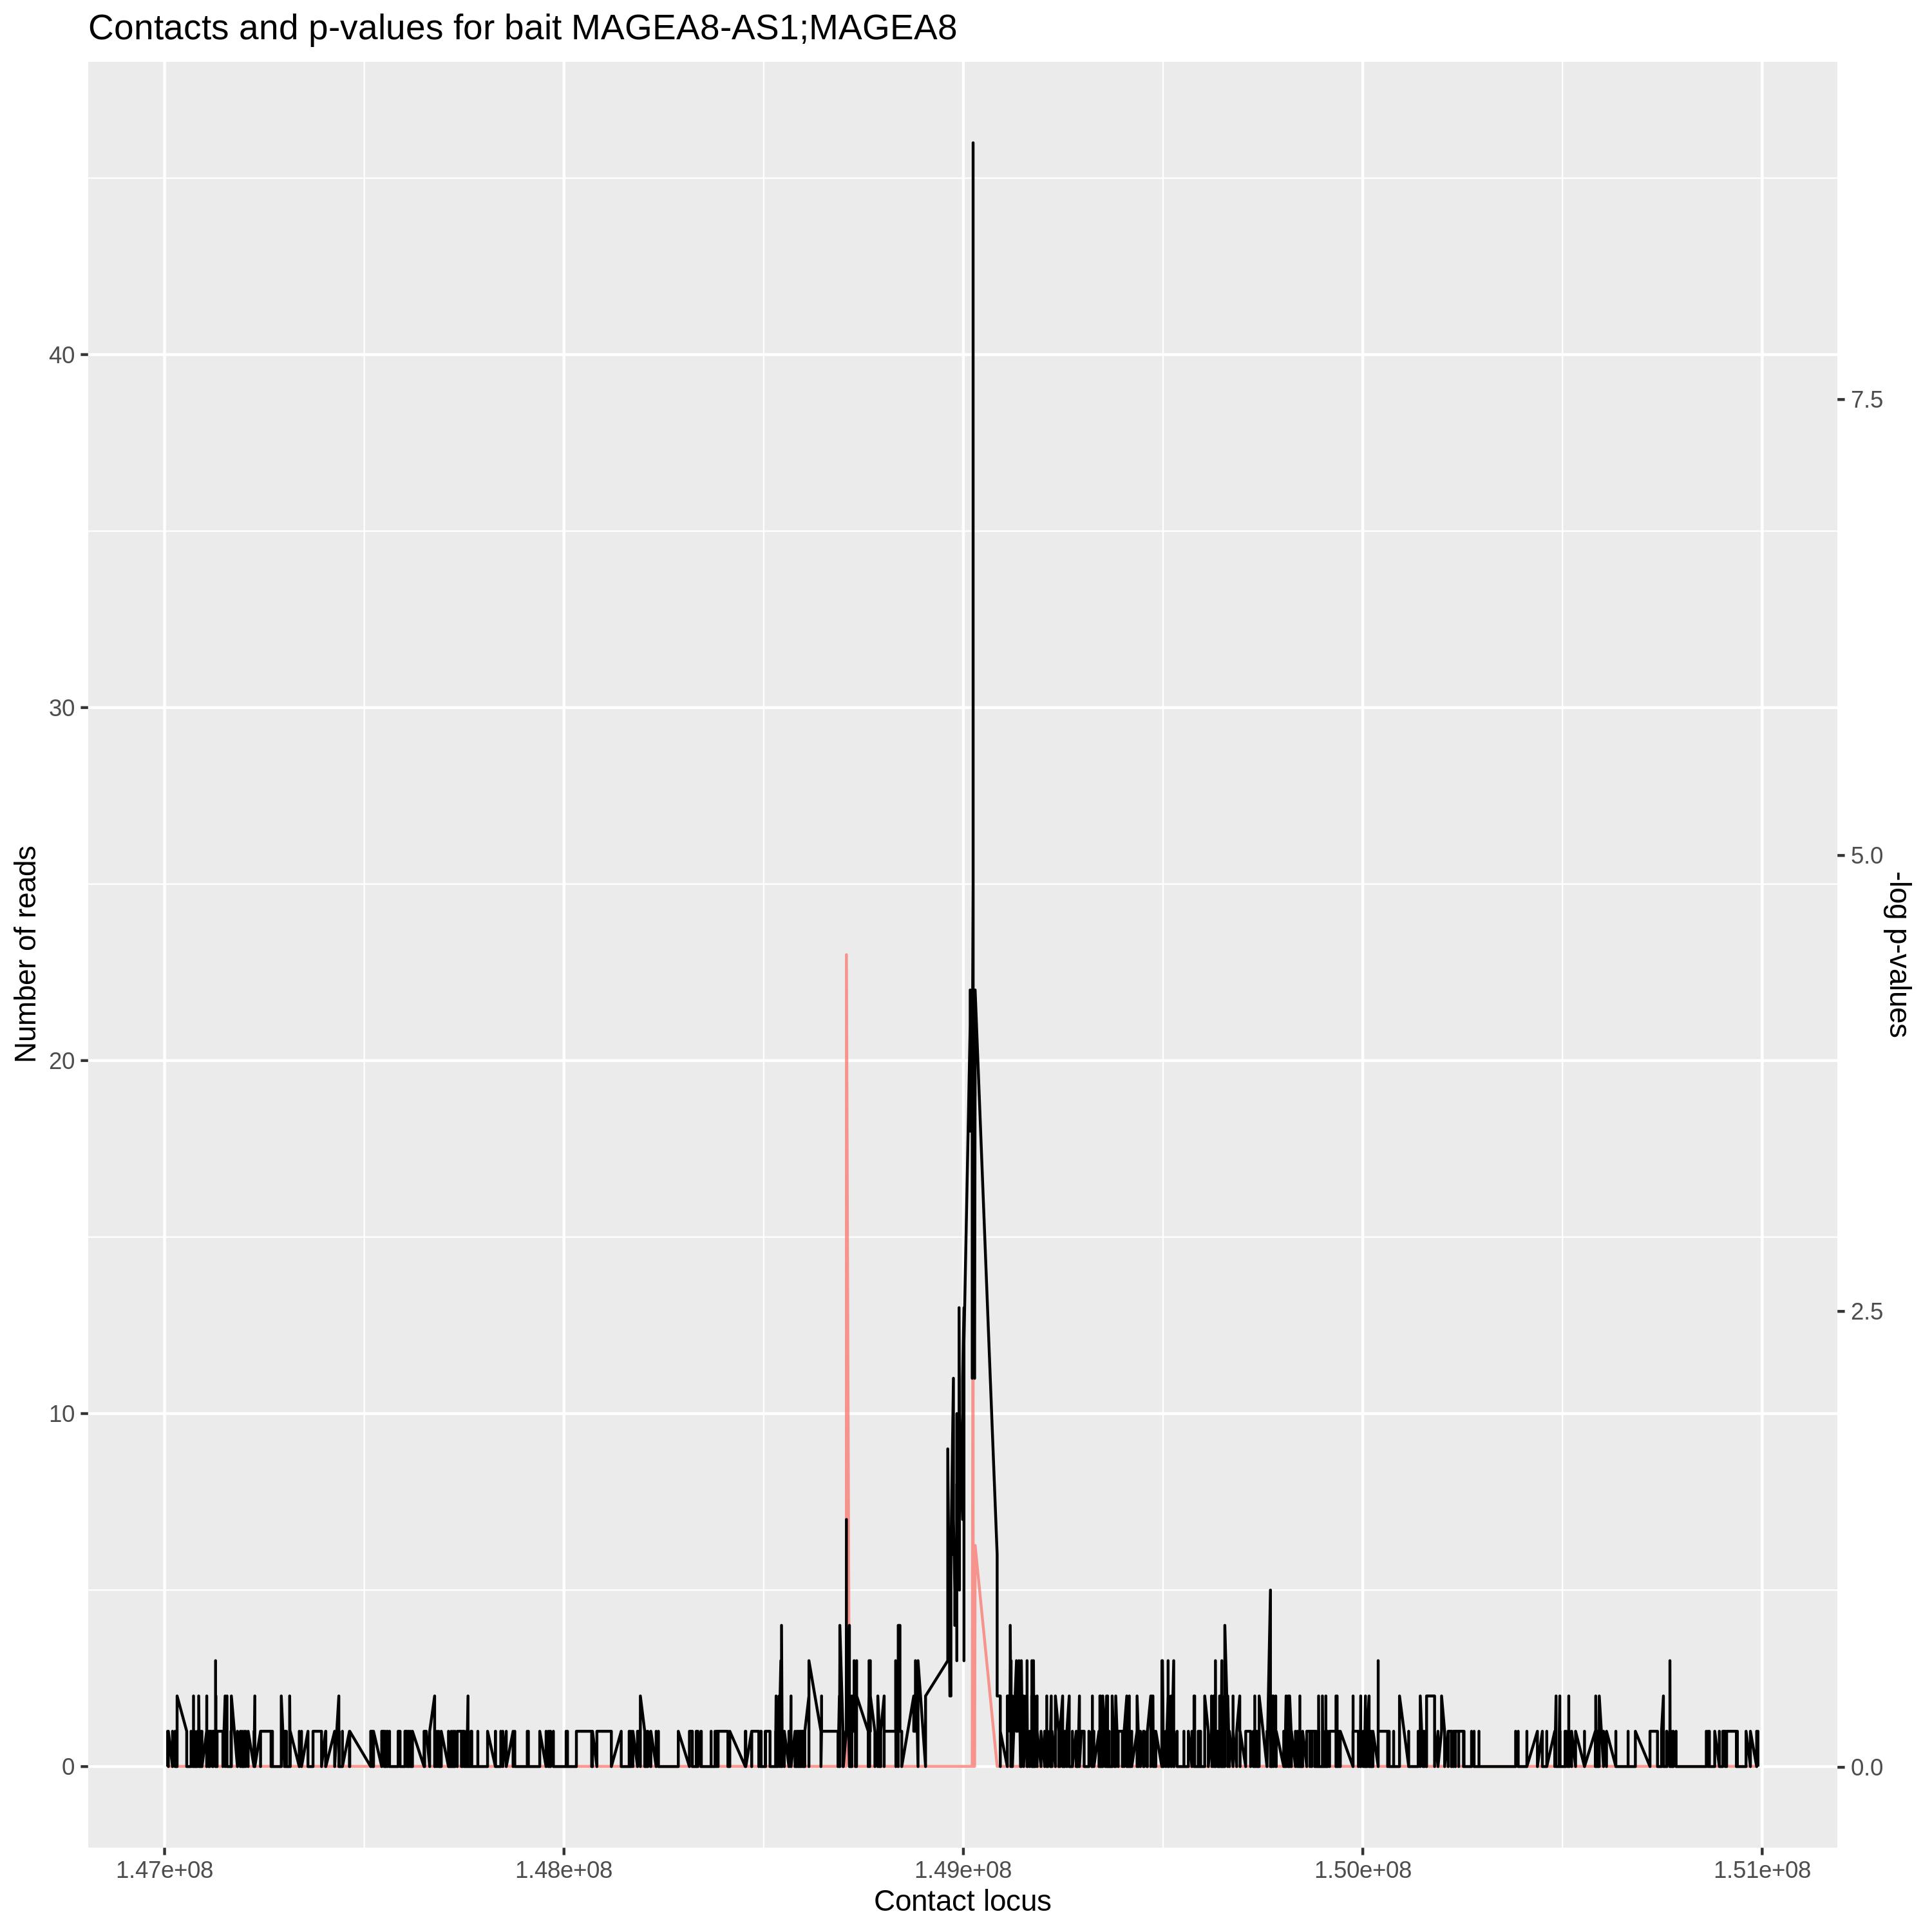 Contacts and p-values for bait MAGEA8-AS1;MAGEA8
40
30
20
10
0
Number of reads
7.5
5.0
2.5
0.0
-log p-values
1.47e+08 1.48e+08 1.49e+08 1.50e+08 1.51e+08
Contact locus